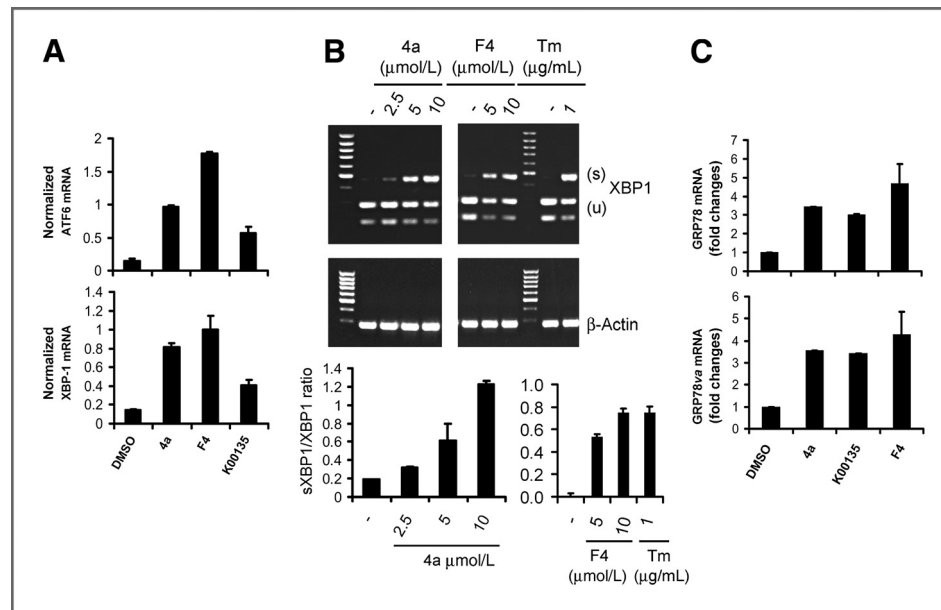 A
Normalized
ATF6 mRNA
2
1.5
1
0.5
0
Normalized
XBP-1 mRNA
1.4
1.2
1
0.8
0.6
0.4
0.2
0
DMSO
4a
F4
K00135
B
4a
(μmol/L)
F4
(μmol/L)
Tm
(μg/mL)
- 2.5 5 10
- 5 10
- 1
(s)
XBP1
(u)
β-Actin
sXBP1/XBP1 ratio
1.4
1.2
1
0.8
0.6
0.4
0.2
0
- 2.5 5 10
4a μmol/L
1.0
0.8
0.6
0.4
0.2
0.0
- 5 10 1
F4
(μmol/L)
Tm
(μg/mL)
C
GRP78 mRNA
(fold changes)
7
6
5
4
3
2
1
0
GRP78va mRNA
(fold changes)
6
5
4
3
2
1
0
DMSO
4a
K00135
F4